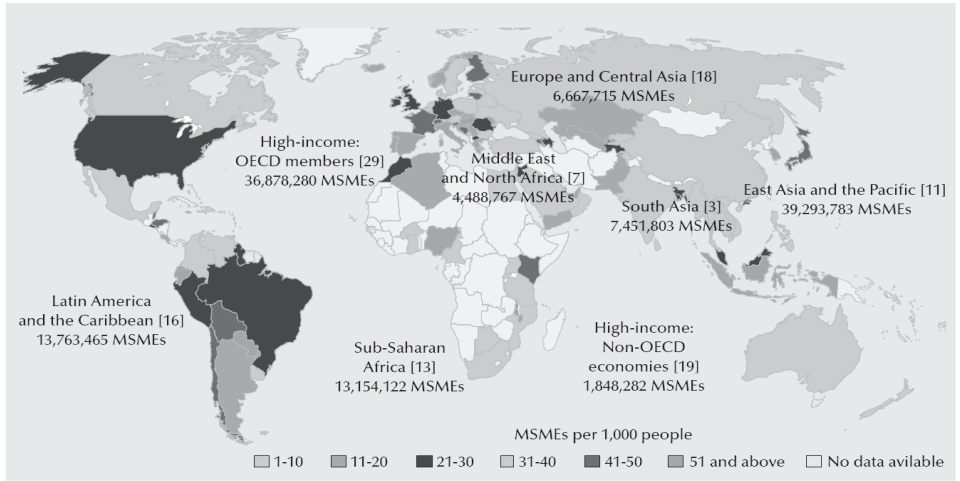 Europe and Central Asia [18]
6,667,715 MSMEs
High-income:
OECD members [29]
36,878,280 MSMEs
Middle East
and North Africa [7]
4,488,767 MSMEs
South Asia [3]
7,451,803 MSMEs
East Asia and the Pacific [11]
39,293,783 MSMEs
Latin America
and the Caribbean [16]
13,763,465 MSMEs
Sub-Saharan
Africa [13]
13,154,122 MSMEs
High-income:
Non-OECD
economies [19]
1,848,282 MSMEs
MSMEs per 1,000 people
1-10 11-20 21-30 31-40 41-50 51 and above No data avilable